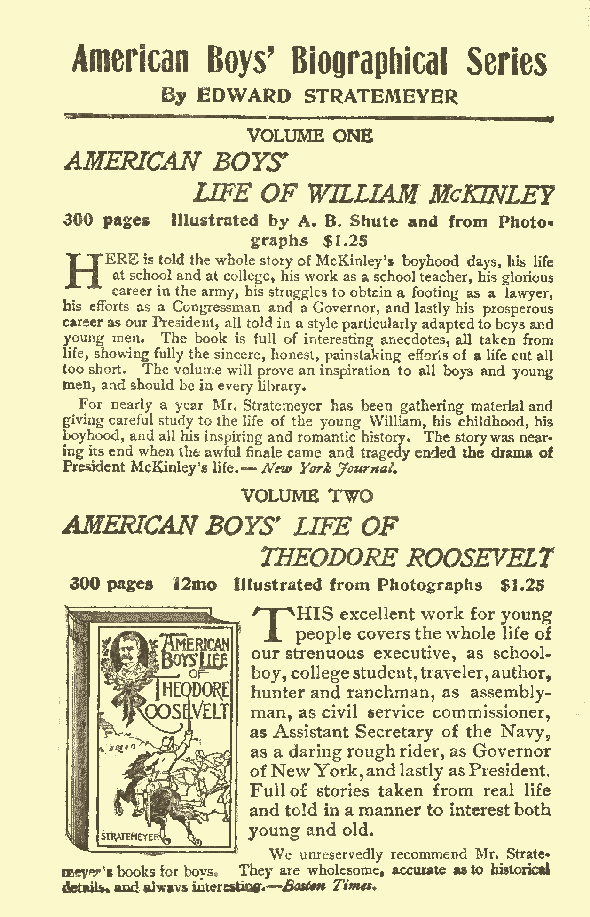 American Boys' Biographical Series
By EDWARD STRATEMEYER
VOLUME ONE
AMERICAN BOYS'
LIFE OF WILLIAM McKINLEY
300 pages Illustrated by A. B. Shute and from Photo-
graphs $1.25
HERE is told the whole story of McKinley's boyhood days, his life
at school and at college, his work as a school teacher, his glorious
career in the army, his struggles to obtain a footing as a lawyer,
his efforts as a Congressman and a Governor, and lastly his prosperous
career as our President, all told in a style particularly adapted to boys and
young men. The book is full of interesting anecdotes, all taken from
life, showing fully the sincere, honest, painstaking efforts of a life cut all
too short. The volume will prove an inspiration to all boys and young
men, and should be in every library.
For nearly a year Mr. Stratemeyer has been gathering material and
giving careful study to the life of the young William, his childhood, his
boyhood, and all his inspiring and romantic history. The story was near-
ing its end when the awful finale came and tragedy ended the drama of
President McKinley's life.—New York Journal.
VOLUME TWO
AMERICAN BOYS' LIFE OF
THEODORE ROOSEVELT
300 pages 12mo Illustrated from Photographs $1.25
AMERICAN
BOYS' LIFE
OF
THEODORE
ROOSEVELT
STRATEMEYER
THIS excellent work for young
people covers the whole life of
our strenuous executive, as school-
boy, college student, traveler, author,
hunter and ranchman, as assembly-
man, as civil service commissioner,
as Assistant Secretary of the Navy,
as a daring rough rider, as Governor
of New York, and lastly as President.
Full of stories taken from real life
and told in a manner to interest both
young and old.
We unreservedly recommend Mr. Strate-
meyer's books for boys. They are wholesome, accurate as to historical
details, and always interesting.—Boston Times.